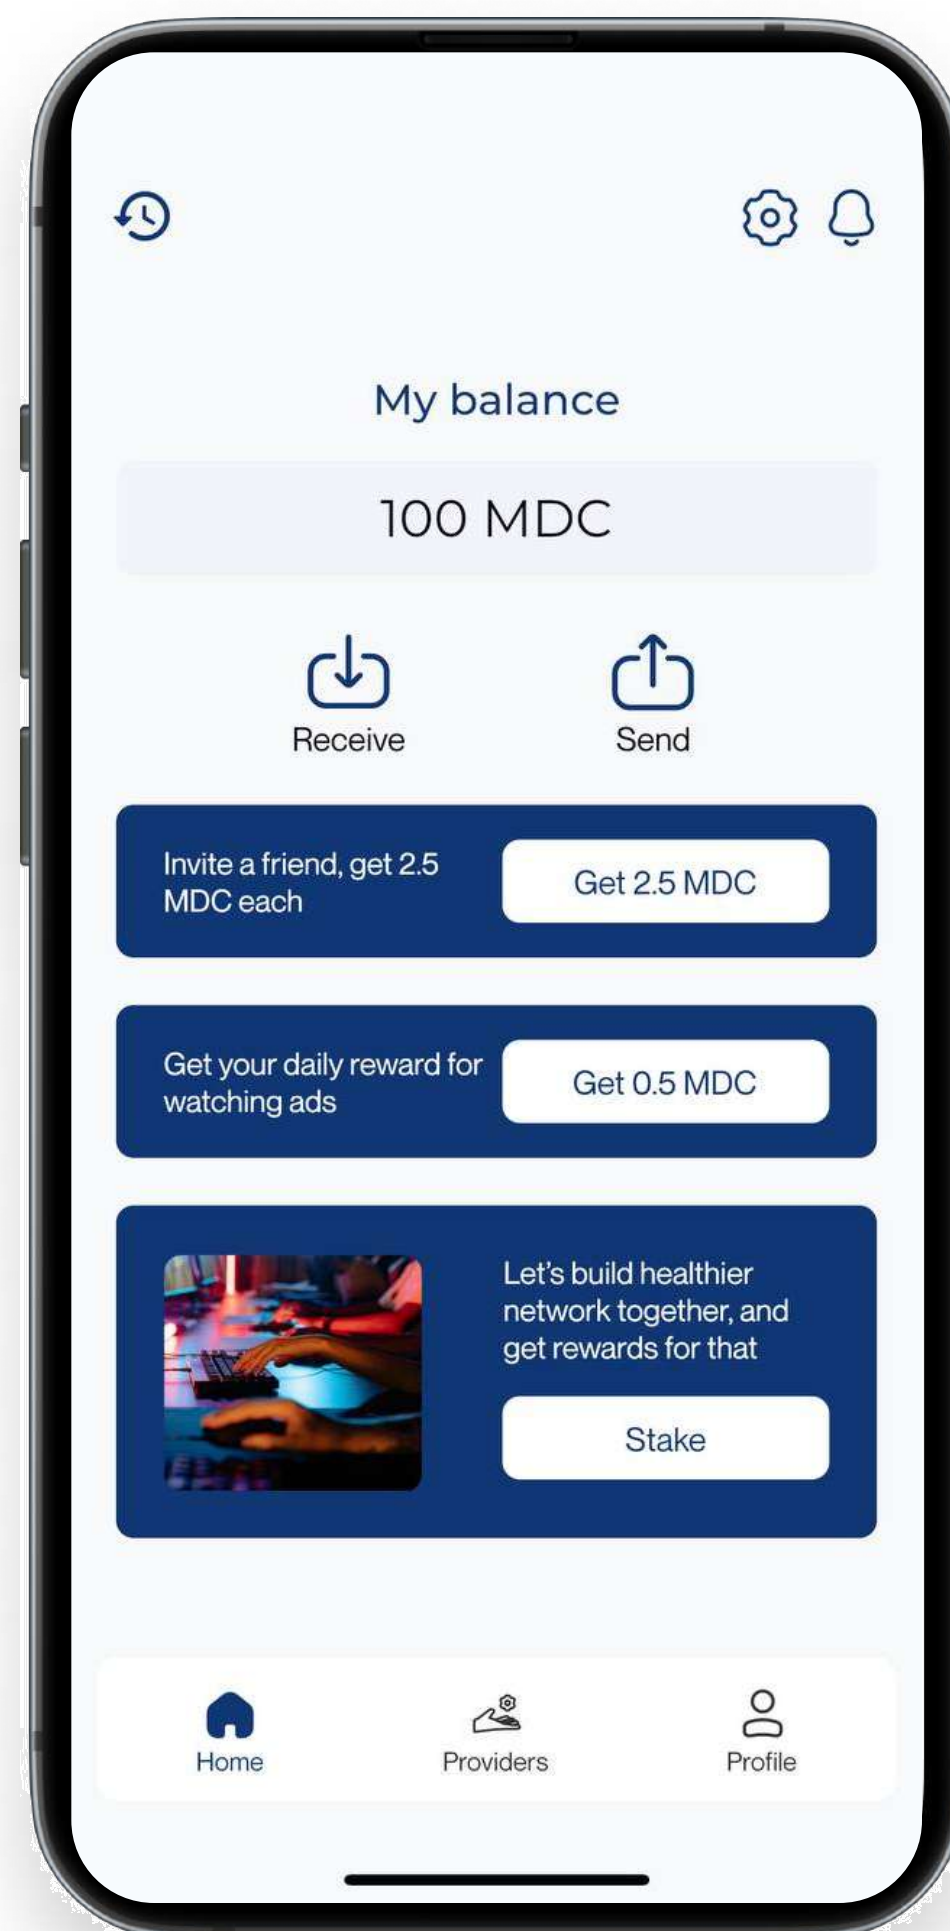 My balance
100 MDC
Receive
Send
Invite a friend, get 2.5
MDC each
Get 2.5 MDC
Get your daily reward for
watching ads
Get 0.5 MDC
Let's build healthier
network together, and
get rewards for that
Stake
Home
Providers
Profile